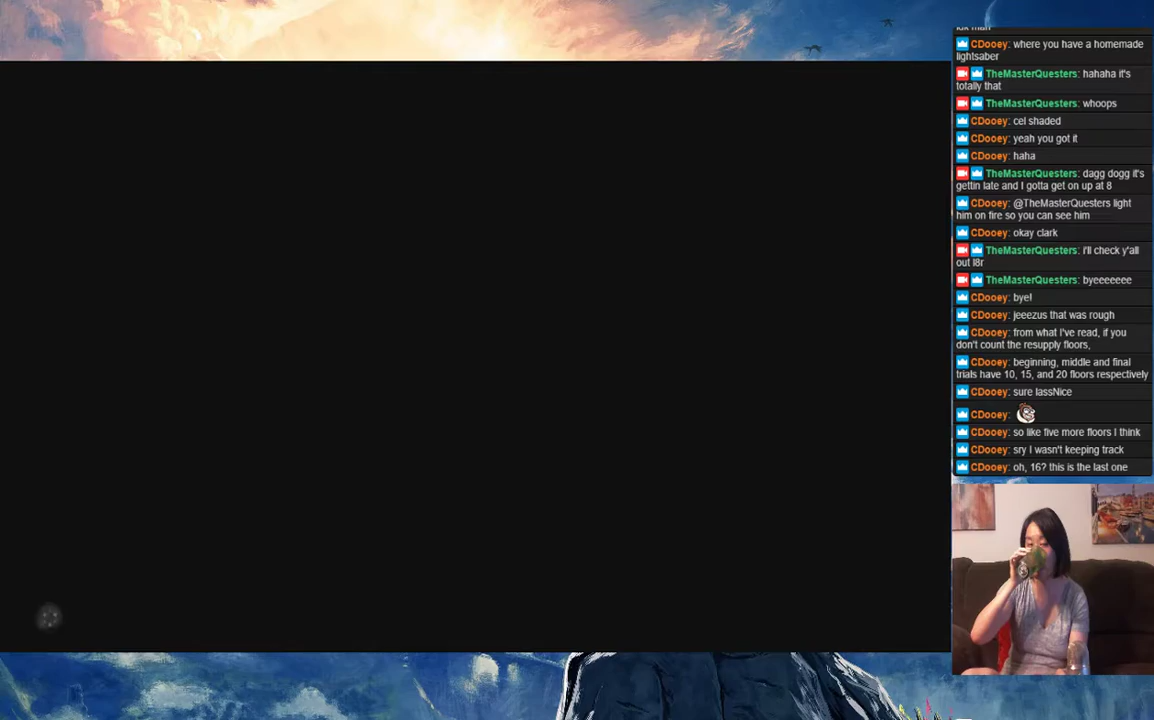 CDooey: where you have a homemade
lightsaber
TheMasterQuesters: hahaha it's
totally that
TheMasterQuesters: whoops
CDooey: cel shaded
CDooey: yeah you got it
CDooey: haha
TheMasterQuesters: dagg dogg it's
gettin late and I gotta get on up at 8
CDooey: @TheMasterQuesters light
him on fire so you can see him
CDooey: okay clark
TheMasterQuesters: i'll check y'all
out l8r
TheMasterQuesters: byeeeeeee
CDooey: bye!
CDooey: jeeezus that was rough
CDooey: from what I've read, if you
don't count the resupply floors,
CDooey: beginning, middle and final
trials have 10, 15, and 20 floors respectively
CDooey: sure lassNice
CDooey:
CDooey: so like five more floors I think
CDooey: sry I wasn't keeping track
CDooey: oh, 16? this is the last one